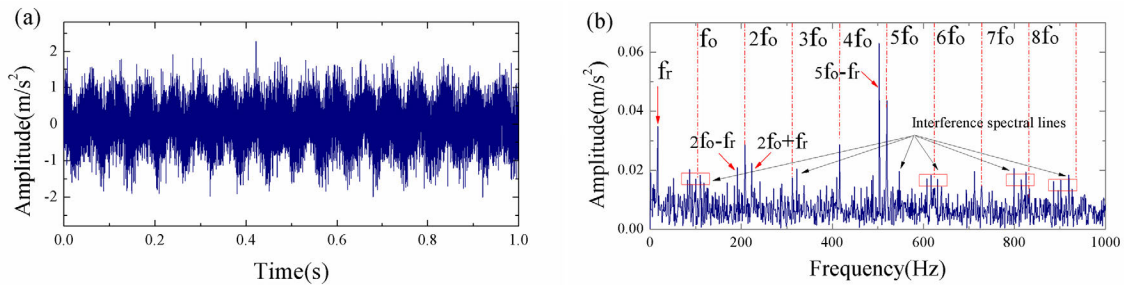 (a)
Amplitude(m/s²)
2
1
0
-1
-2
0.0 0.2 0.4 0.6 0.8 1.0
Time(s)
(b)
Amplitude(m/s²)
0.06
0.04
0.02
0.00
fo 2fo 3fo 4fo 5fo 6fo 7fo 8fo
fr
5fo-fr
2fo-fr
2fo+fr
Interference spectral lines
0 200 400 600 800 1000
Frequency(Hz)